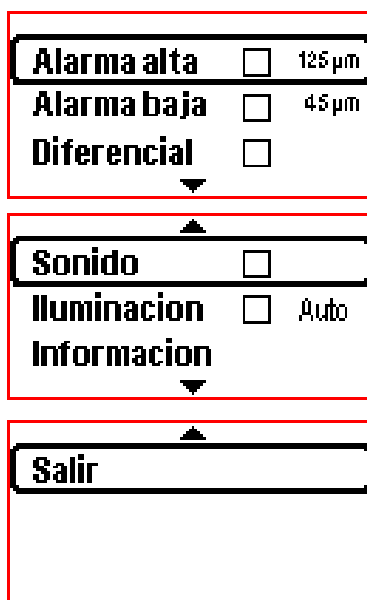 Alarma alta 125 µm
Alarma baja 45 µm
Diferencial
Sonido
Iluminacion Auto
Informacion
Salir